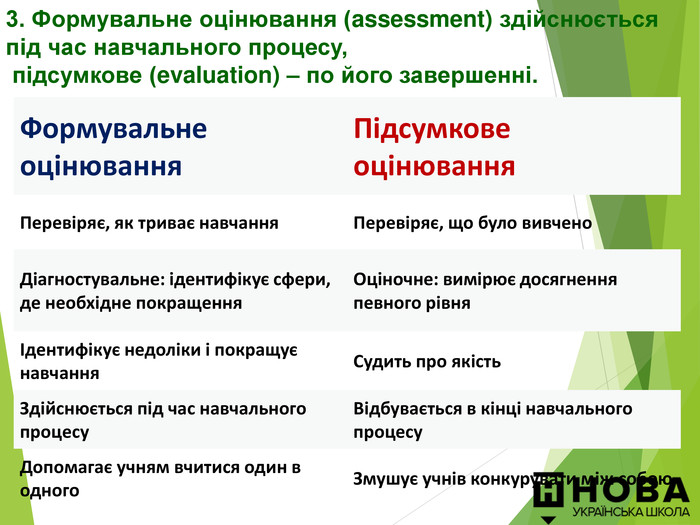 3. Формувальне оцінювання (assessment) здійснюється
під час навчального процесу,
підсумкове (evaluation) – по його завершенні.
Формувальне
оцінювання
Підсумкове
оцінювання
Перевіряє, як триває навчання
Перевіряє, що було вивчено
Діагностувальне: ідентифікує сфери,
де необхідне покращення
Оціночне: вимірює досягнення
певного рівня
Ідентифікує недоліки і покращує
навчання
Судить про якість
Здійснюється під час навчального
процесу
Відбувається в кінці навчального
процесу
Допомагає учням вчитися один в
одного
Змушує учнів конкурувати між собою
НОВА
УКРАЇНСЬКА ШКОЛА